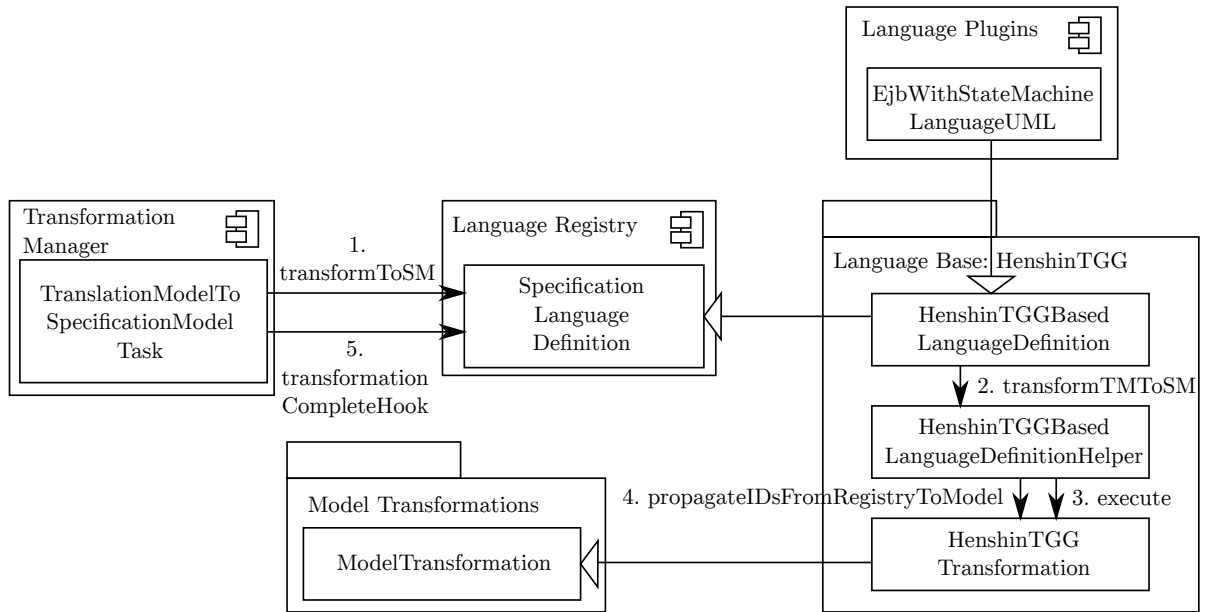 Language Plugins
EjbWithStateMachine
LanguageUML
Transformation
Manager
TranslationModelTo
SpecificationModel
Task
1.
transformToSM
5.
transformation
CompleteHook
Language Registry
Specification
Language
Definition
Language Base: HenshinTGG
HenshinTGGBased
LanguageDefinition
2. transformTMToSM
HenshinTGGBased
LanguageDefinitionHelper
4. propagateIDsFromRegistryToModel
3. execute
HenshinTGG
Transformation
Model Transformations
ModelTransformation